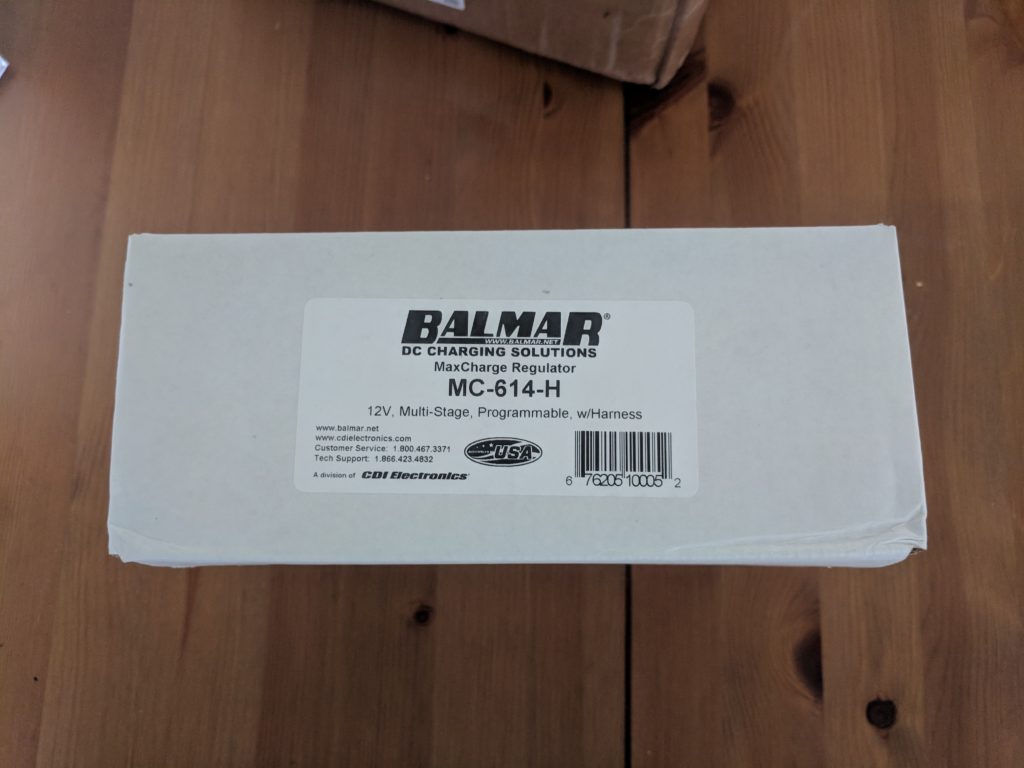 BALMAR®
WWW.BALMAR.NET
DC CHARGING SOLUTIONS
MaxCharge Regulator
MC-614-H
12V, Multi-Stage, Programmable, w/Harness
www.balmar.net
www.cdielectronics.com
Customer Service: 1.800.467.3371
Tech Support: 1.866.423.4832
A division of CDI Electronics
USA
6 76205 10005 2